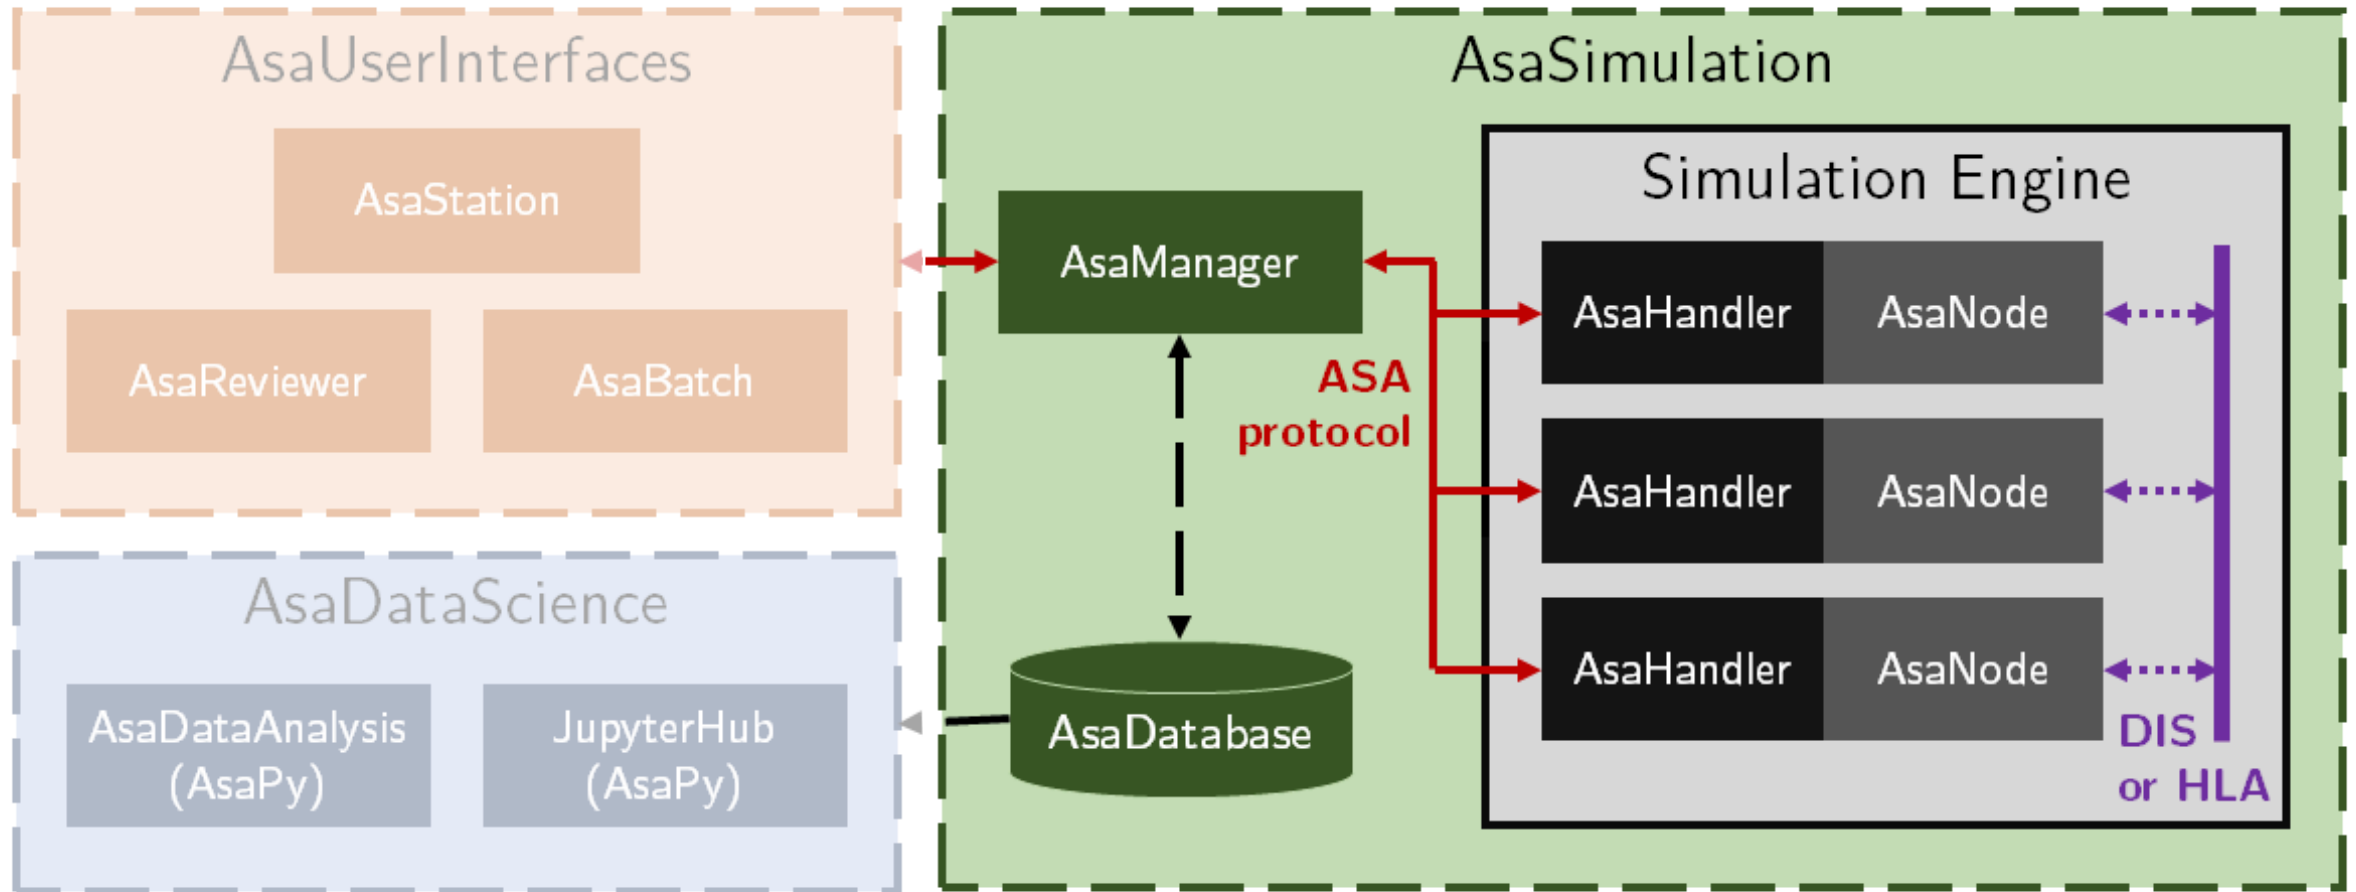 AsaUserInterfaces
AsaStation
AsaReviewer
AsaBatch
AsaDataScience
AsaDataAnalysis
(AsaPy)
JupyterHub
(AsaPy)
AsaSimulation
AsaManager
ASA
protocol
AsaDatabase
Simulation Engine
AsaHandler
AsaNode
AsaHandler
AsaNode
AsaHandler
AsaNode
DIS
or HLA